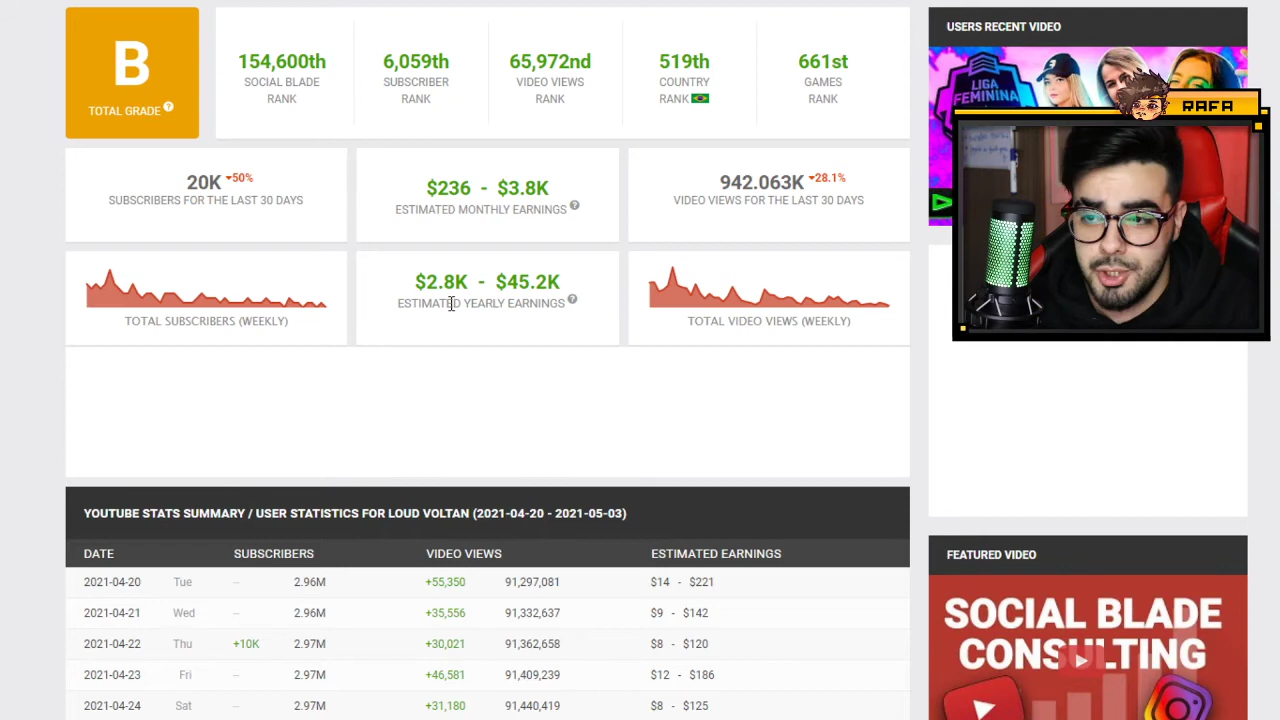 B
TOTAL GRADE ?
154,600th
SOCIAL BLADE
RANK
6,059th
SUBSCRIBER
RANK
65,972nd
VIDEO VIEWS
RANK
519th
COUNTRY
RANK
661st
GAMES
RANK
20K 50%
SUBSCRIBERS FOR THE LAST 30 DAYS
$236 - $3.8K
ESTIMATED MONTHLY EARNINGS ?
942.063K 28.1%
VIDEO VIEWS FOR THE LAST 30 DAYS
TOTAL SUBSCRIBERS (WEEKLY)
$2.8K - $45.2K
ESTIMATED YEARLY EARNINGS ?
TOTAL VIDEO VIEWS (WEEKLY)
YOUTUBE STATS SUMMARY / USER STATISTICS FOR LOUD VOLTAN (2021-04-20 - 2021-05-03)
DATE SUBSCRIBERS VIDEO VIEWS ESTIMATED EARNINGS
2021-04-20 Tue -- 2.96M +55,350 91,297,081 $14 - $221
2021-04-21 Wed -- 2.96M +35,556 91,332,637 $9 - $142
2021-04-22 Thu +10K 2.97M +30,021 91,362,658 $8 - $120
2021-04-23 Fri -- 2.97M +46,581 91,409,239 $12 - $186
2021-04-24 Sat -- 2.97M +31,180 91,440,419 $8 - $125
USERS RECENT VIDEO
LIGA
FEMININA
RAFA
FEATURED VIDEO
SOCIAL BLADE
CONSULTING